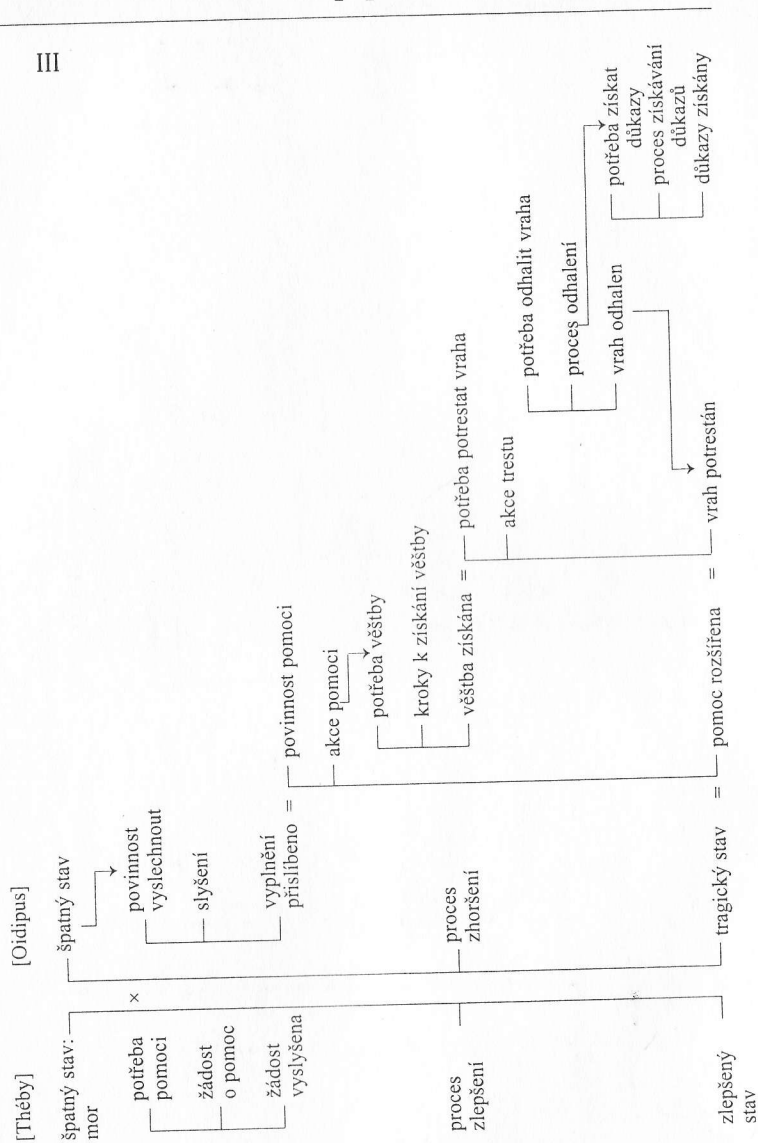 III
[Théby]
[Oidipus]
špatný stav:
mor
špatný stav
×
potřeba
pomoci
žádost
o pomoc
žádost
vyslyšena
povinnost
vyslechnout
slyšení
vyplnění
přislíbeno
=
povinnost pomoci
akce pomoci
potřeba věštby
kroky k získání věštby
věštba získána
=
potřeba potrestat vraha
akce trestu
potřeba odhalit vraha
proces odhalení
vrah odhalen
potřeba získat
důkazy
proces získávání
důkazů
důkazy získány
proces
zlepšení
proces
zhoršení
zlepšený
stav
tragický stav
=
pomoc rozšířena
=
vrah potrestán